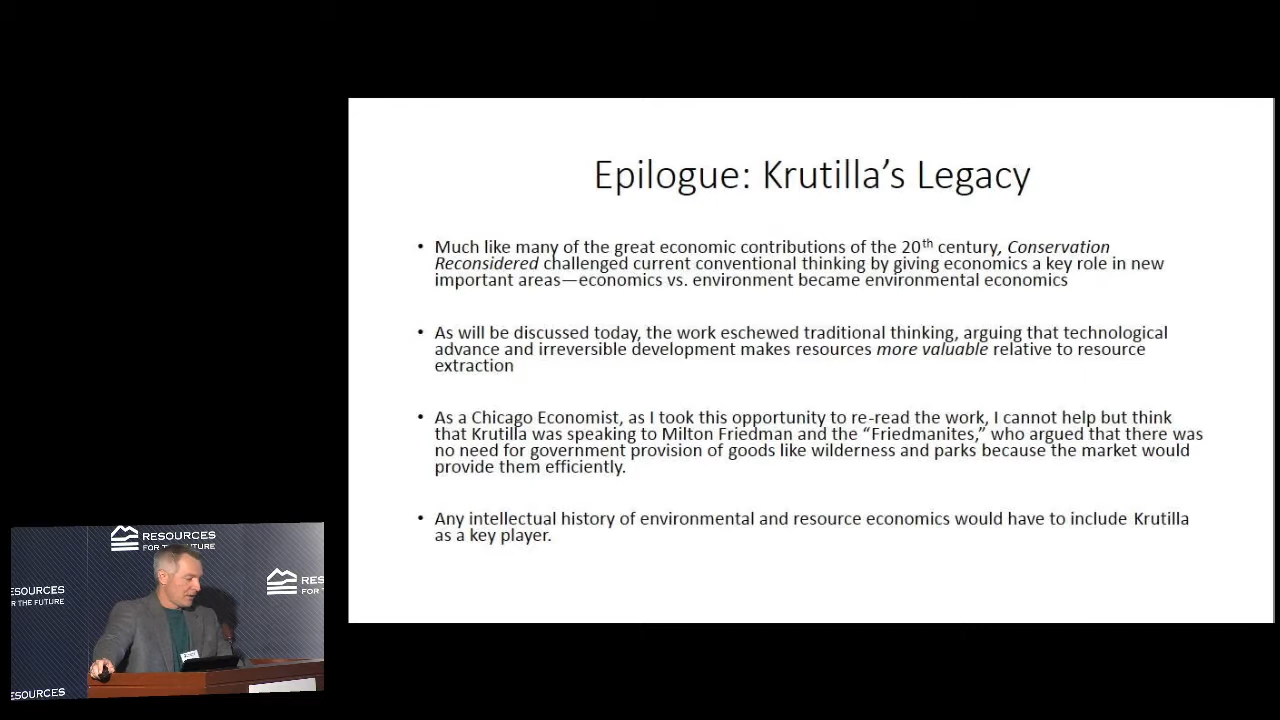 Epilogue: Krutilla's Legacy
• Much like many of the great economic contributions of the 20th century, Conservation
Reconsidered challenged current conventional thinking by giving economics a key role in new
important areas—economics vs. environment became environmental economics
• As will be discussed today, the work eschewed traditional thinking, arguing that technological
advance and irreversible development makes resources more valuable relative to resource
extraction
• As a Chicago Economist, as I took this opportunity to re-read the work, I cannot help but think
that Krutilla was speaking to Milton Friedman and the “Friedmanites,” who argued that there was
no need for government provision of goods like wilderness and parks because the market would
provide them efficiently.
• Any intellectual history of environmental and resource economics would have to include Krutilla
as a key player.
RESOURCES
FOR THE FUTURE
ESOURCES
R THE FUTURE
RES
FOR
ESOURCES